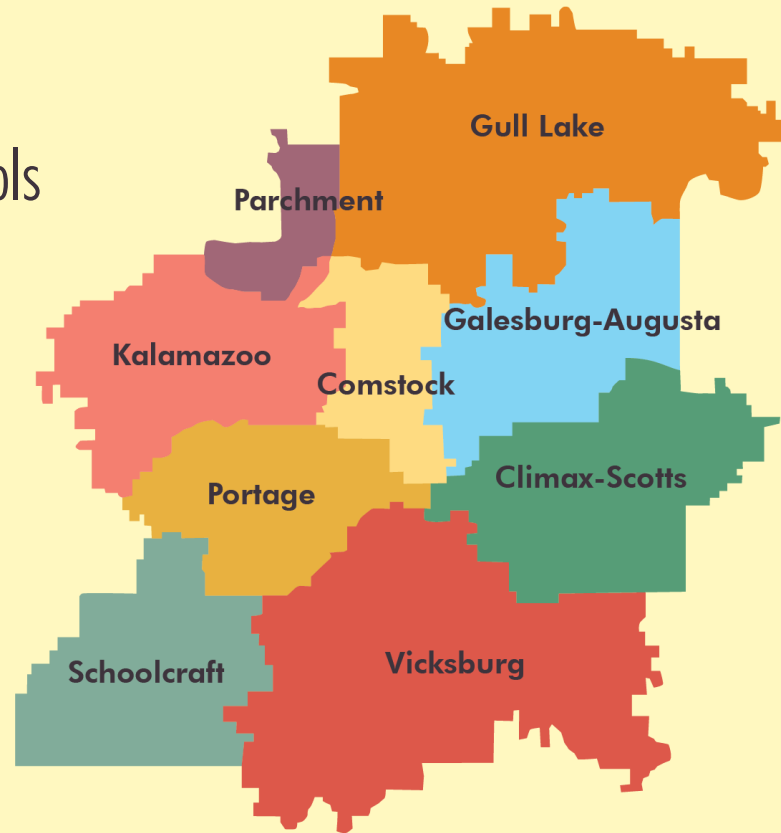 Gull Lake
Parchment
Galesburg-Augusta
Kalamazoo
Comstock
Climax-Scotts
Portage
Vicksburg
Schoolcraft